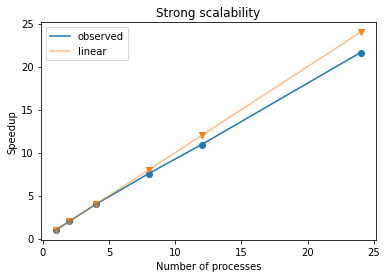 Strong scalability
observed
linear
Speedup
25
20
15
10
5
0
0 5 10 15 20 25
Number of processes